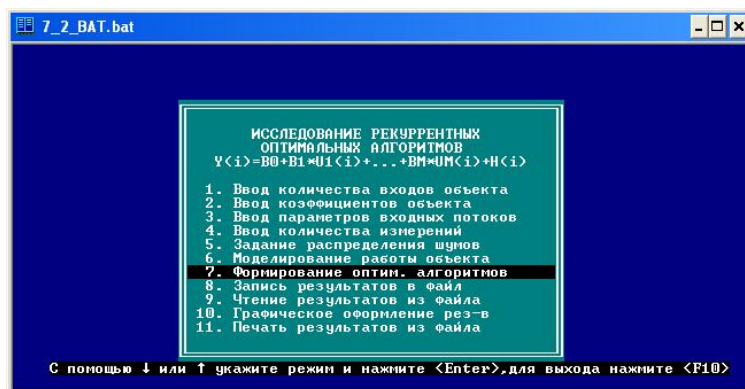 7_2_BAT.bat
ИССЛЕДОВАНИЕ РЕКУРРЕНТНЫХ
ОПТИМАЛЬНЫХ АЛГОРИТМОВ
Y(i)=B0+B1*U1(i)+...+BM*UM(i)+H(i)
1. Ввод количества входов объекта
2. Ввод коэффициентов объекта
3. Ввод параметров входных потоков
4. Ввод количества измерений
5. Задание распределения шумов
6. Моделирование работы объекта
7. Формирование оптим. алгоритмов
8. Запись результатов в файл
9. Чтение результатов из файла
10. Графическое оформление рез-в
11. Печать результатов из файла
С помощью ↓ или ↑ укажите режим и нажмите <Enter>,для выхода нажмите <F10>